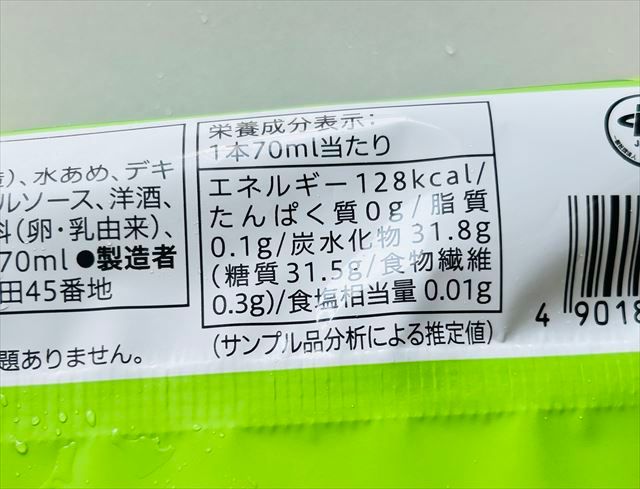 )、水あめ、デキ
ルソース、洋酒、
料(卵・乳由来)、
70ml ●製造者
田45番地
題ありません。
栄養成分表示:
1本70ml当たり
エネルギー128kcal/
たんぱく質0g/脂質
0.1g/炭水化物31.8g
(糖質31.5g/食物繊維
0.3g)/食塩相当量0.01g
(サンプル品分析による推定値)
4 9018